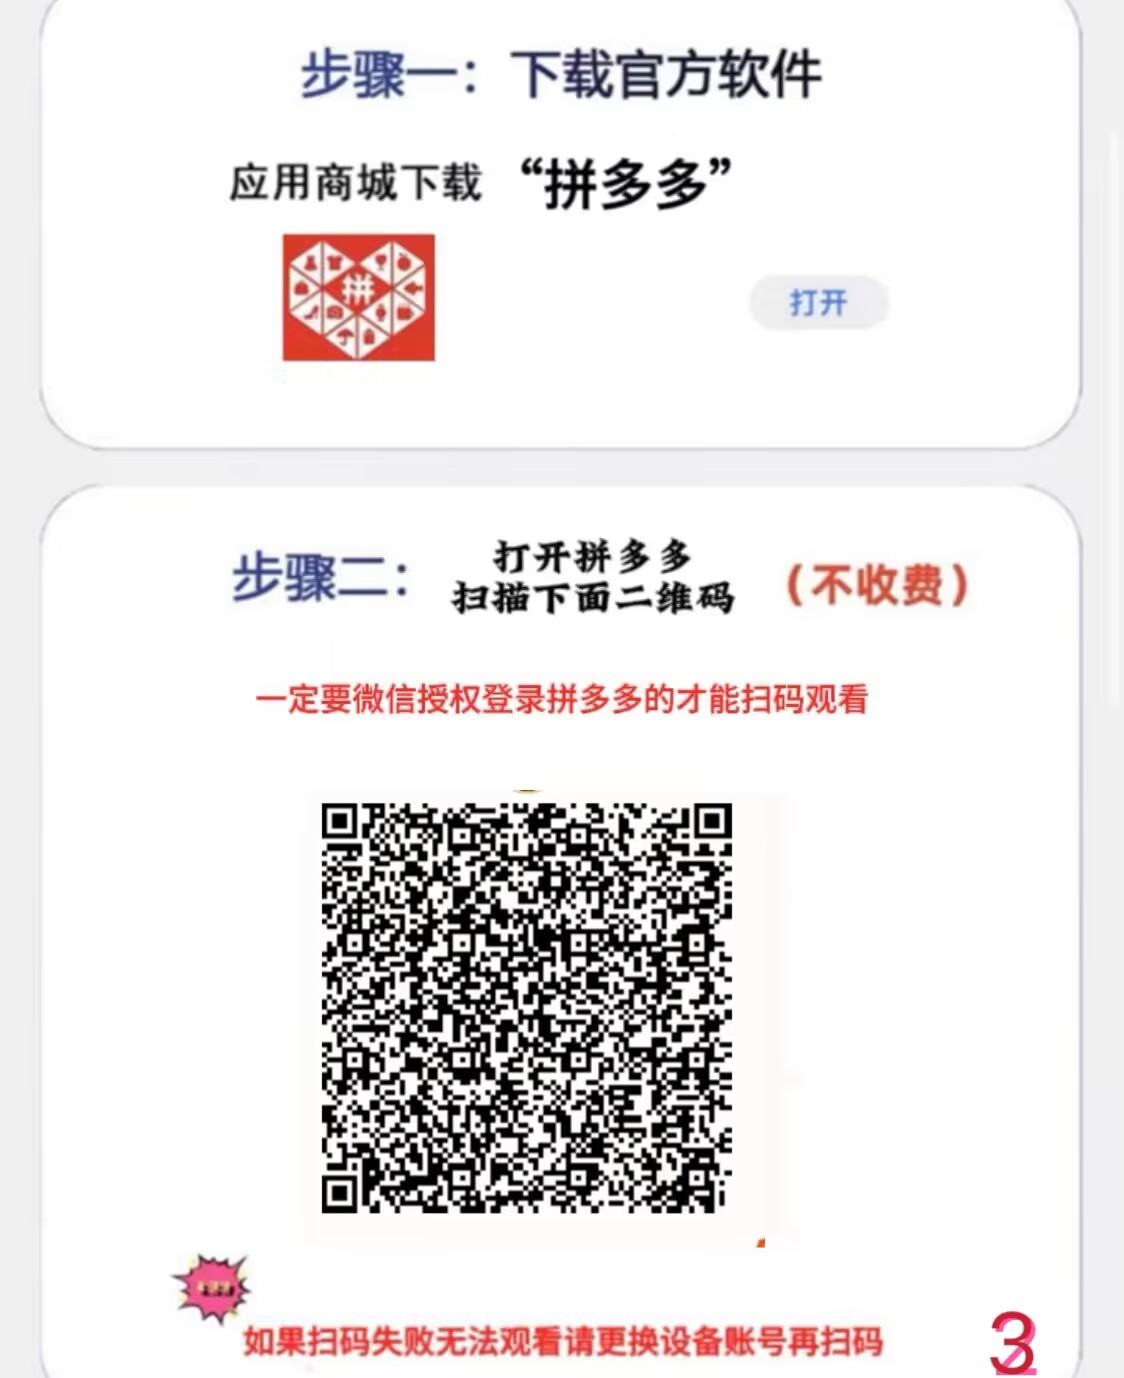 步骤一：下载官方软件
应用商城下载 “拼多多”
拼
打开
步骤二：
打开拼多多
扫描下面二维码
（不收费）
一定要微信授权登录拼多多的才能扫码观看
如果扫码失败无法观看请更换设备账号再扫码
3